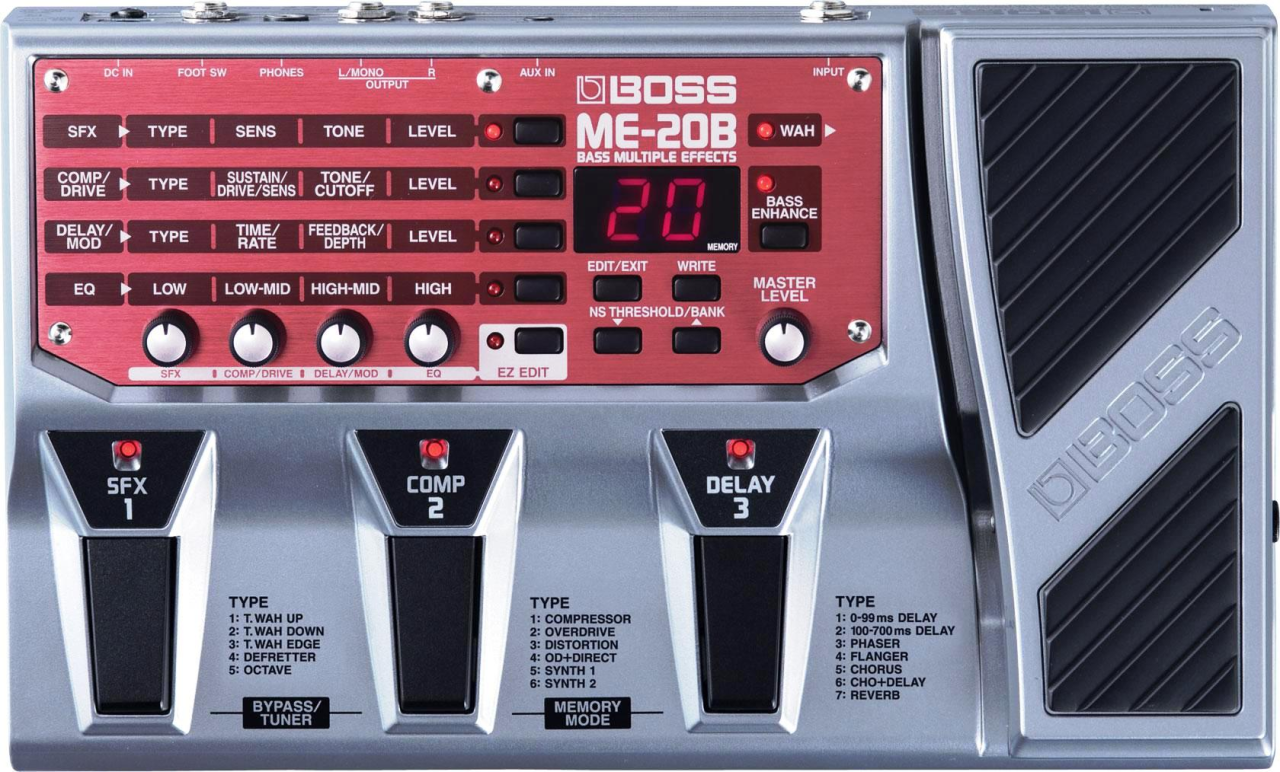 DC IN FOOT SW PHONES L/MONO R AUX IN INPUT
OUTPUT
BOSS
ME-20B
BASS MULTIPLE EFFECTS
SFX TYPE SENS TONE LEVEL
COMP/
DRIVE
TYPE
SUSTAIN/
DRIVE/SENS
TONE/
CUTOFF
LEVEL
DELAY/
MOD
TYPE
TIME/
RATE
FEEDBACK/
DEPTH
LEVEL
EQ LOW LOW-MID HIGH-MID HIGH
SFX COMP/DRIVE DELAY/MOD EQ
EZ EDIT
WAH
20
MEMORY
BASS
ENHANCE
EDIT/EXIT WRITE
NS THRESHOLD/BANK
MASTER
LEVEL
BOSS
SFX
1
COMP
2
DELAY
3
TYPE
1: T.WAH UP
2: T.WAH DOWN
3: T.WAH EDGE
4: DEFRETTER
5: OCTAVE
BYPASS/
TUNER
TYPE
1: COMPRESSOR
2: OVERDRIVE
3: DISTORTION
4: OD+DIRECT
5: SYNTH 1
6: SYNTH 2
MEMORY
MODE
TYPE
1: 0-99ms DELAY
2: 100-700ms DELAY
3: PHASER
4: FLANGER
5: CHORUS
6: CHO+DELAY
7: REVERB